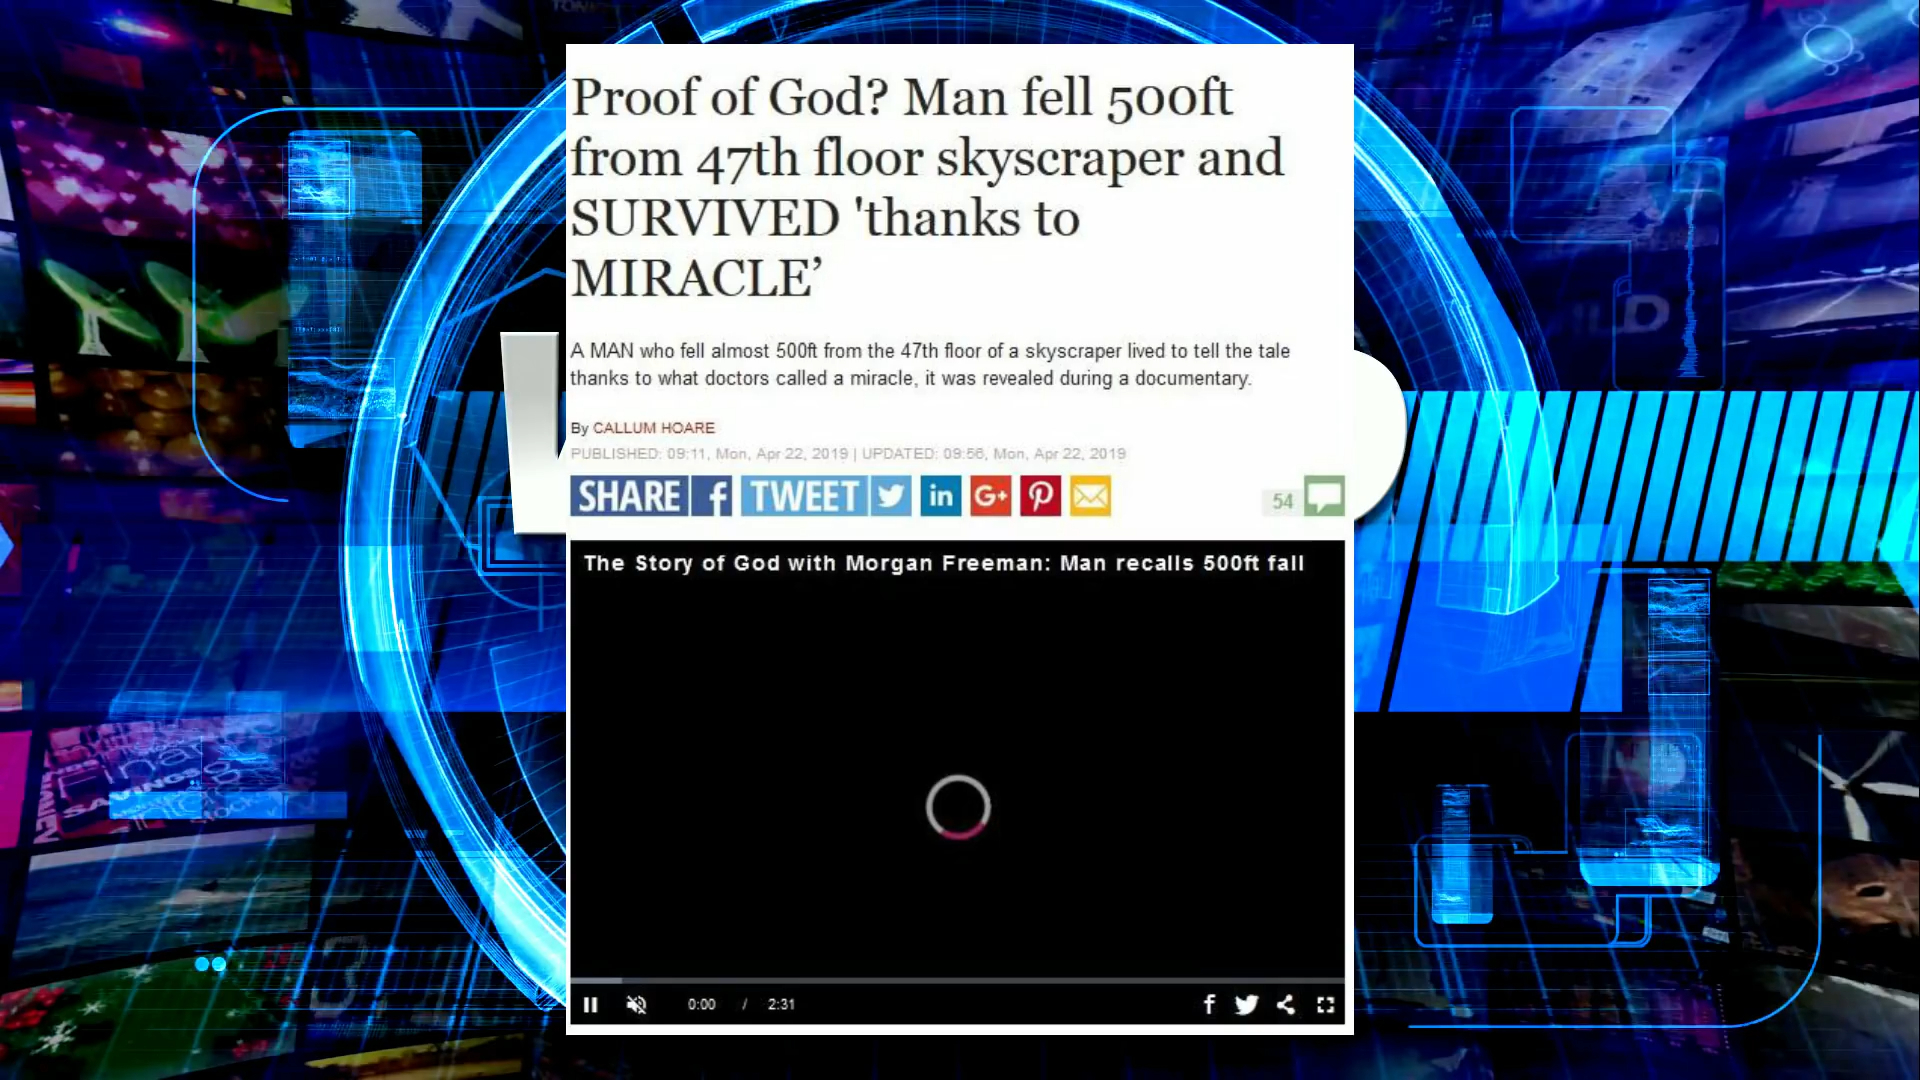 Proof of God? Man fell 500ft
from 47th floor skyscraper and
SURVIVED 'thanks to
MIRACLE’
A MAN who fell almost 500ft from the 47th floor of a skyscraper lived to tell the tale
thanks to what doctors called a miracle, it was revealed during a documentary.
By CALLUM HOARE
PUBLISHED: 09:11, Mon, Apr 22, 2019 | UPDATED: 09:56, Mon, Apr 22, 2019
SHARE f TWEET in G+ 54
The Story of God with Morgan Freeman: Man recalls 500ft fall
0:00 / 2:31 f
SAVINGS